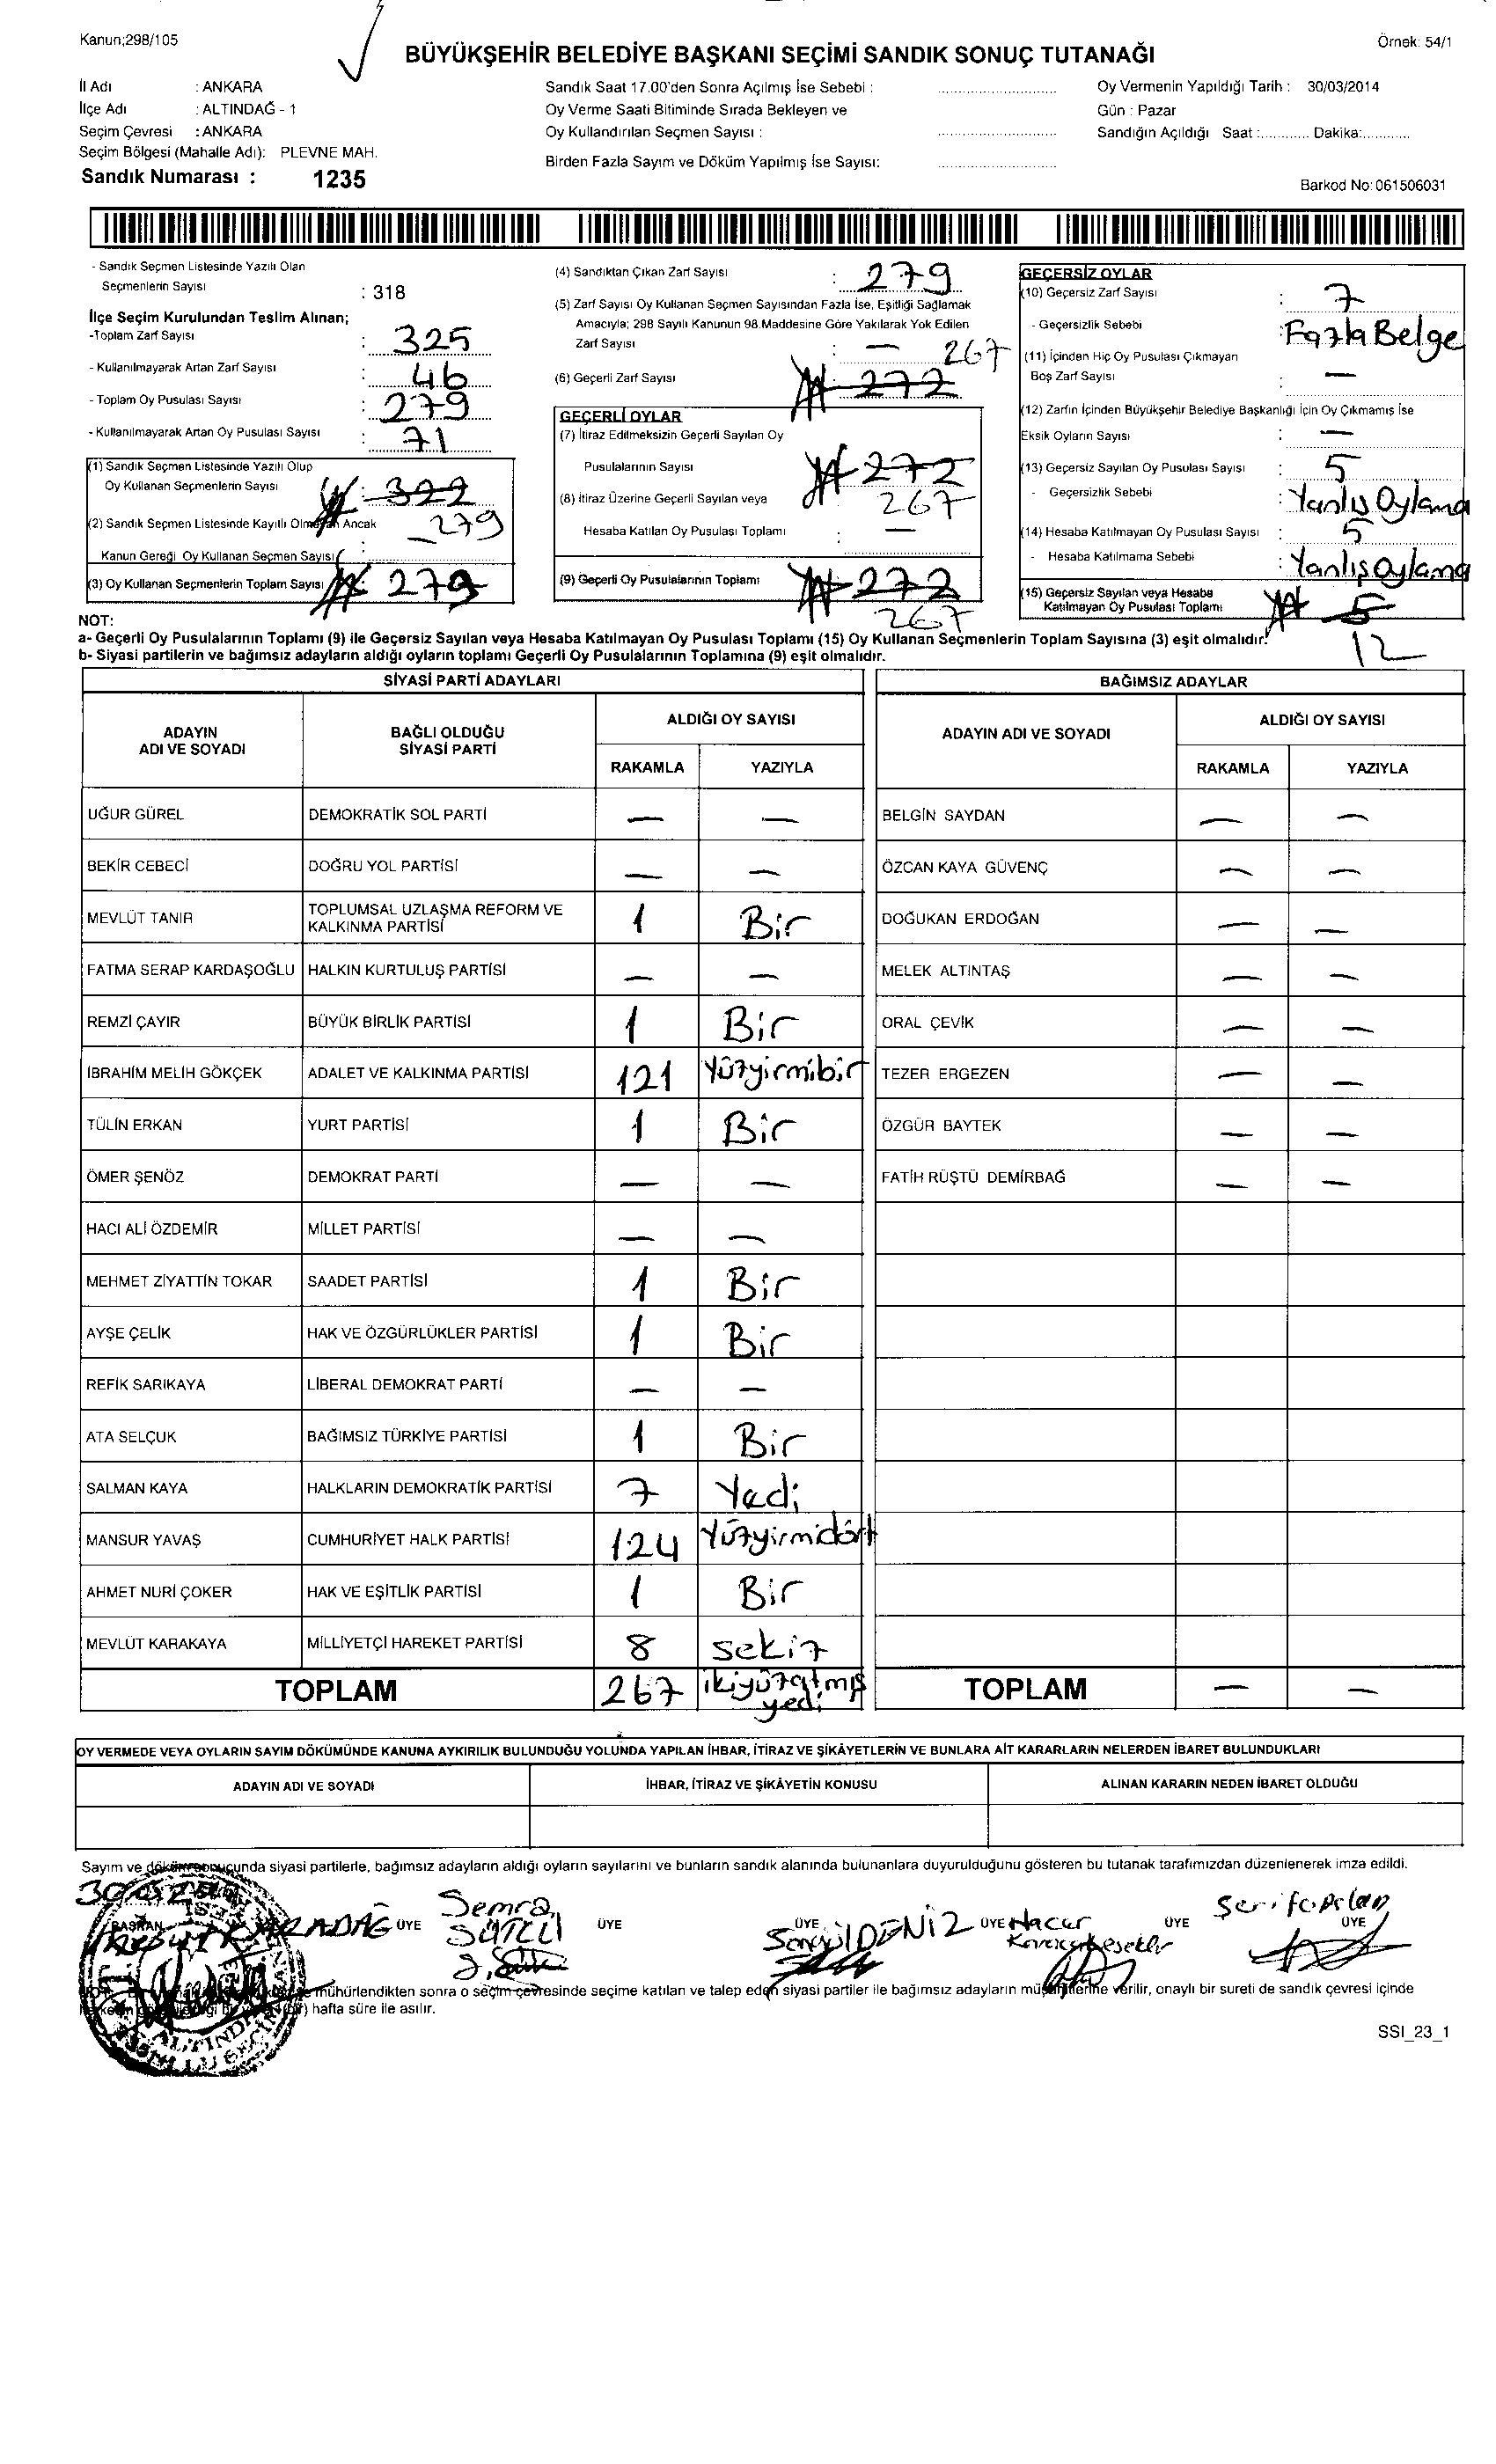 Kanun;298/105
Örnek: 54/1
BÜYÜKŞEHİR BELEDİYE BAŞKANI SEÇİMİ SANDIK SONUÇ TUTANAĞI
İl Adı : ANKARA
İlçe Adı : ALTINDAĞ - 1
Seçim Çevresi : ANKARA
Seçim Bölgesi (Mahalle Adı): PLEVNE MAH.
Sandık Numarası : 1235
Sandık Saat 17.00'den Sonra Açılmış İse Sebebi :
Oy Verme Saati Bitiminde Sırada Bekleyen ve
Oy Kullandırılan Seçmen Sayısı :
Birden Fazla Sayım ve Döküm Yapılmış İse Sayısı:
Oy Vermenin Yapıldığı Tarih : 30/03/2014
Gün : Pazar
Sandığın Açıldığı Saat :............ Dakika:............
Barkod No: 061506031
- Sandık Seçmen Listesinde Yazılı Olan
Seçmenlerin Sayısı : 318
İlçe Seçim Kurulundan Teslim Alınan;
-Toplam Zarf Sayısı : 325
- Kullanılmayarak Artan Zarf Sayısı : 46
- Toplam Oy Pusulası Sayısı : 279
- Kullanılmayarak Artan Oy Pusulası Sayısı : 71
(1) Sandık Seçmen Listesinde Yazılı Olup
Oy Kullanan Seçmenlerin Sayısı : 322
279
(2) Sandık Seçmen Listesinde Kayıtlı Olmayan Ancak
Kanun Gereği Oy Kullanan Seçmen Sayısı :
(3) Oy Kullanan Seçmenlerin Toplam Sayısı : 279
(4) Sandıktan Çıkan Zarf Sayısı : 279
(5) Zarf Sayısı Oy Kullanan Seçmen Sayısından Fazla İse, Eşitliği Sağlamak
Amacıyla; 298 Sayılı Kanunun 98.Maddesine Göre Yakılarak Yok Edilen
Zarf Sayısı : —
267
(6) Geçerli Zarf Sayısı 272
GEÇERLİ OYLAR
(7) İtiraz Edilmeksizin Geçerli Sayılan Oy
Pusulalarının Sayısı 272
267
(8) İtiraz Üzerine Geçerli Sayılan veya
Hesaba Katılan Oy Pusulası Toplamı : —
(9) Geçerli Oy Pusulalarının Toplamı 272
267
GEÇERSİZ OYLAR
(10) Geçersiz Zarf Sayısı : 7
- Geçersizlik Sebebi : Fazla Belge
(11) İçinden Hiç Oy Pusulası Çıkmayan
Boş Zarf Sayısı : —
(12) Zarfın İçinden Büyükşehir Belediye Başkanlığı İçin Oy Çıkmamış İse
Eksik Oyların Sayısı : —
(13) Geçersiz Sayılan Oy Pusulası Sayısı : 5
- Geçersizlik Sebebi : Yanlış Oylama
(14) Hesaba Katılmayan Oy Pusulası Sayısı : 5
- Hesaba Katılmama Sebebi : Yanlış Oylama
(15) Geçersiz Sayılan veya Hesaba
Katılmayan Oy Pusulası Toplamı 5
12
NOT:
a- Geçerli Oy Pusulalarının Toplamı (9) ile Geçersiz Sayılan veya Hesaba Katılmayan Oy Pusulası Toplamı (15) Oy Kullanan Seçmenlerin Toplam Sayısına (3) eşit olmalıdır.
b- Siyasi partilerin ve bağımsız adayların aldığı oyların toplamı Geçerli Oy Pusulalarının Toplamına (9) eşit olmalıdır.
SİYASİ PARTİ ADAYLARI BAĞIMSIZ ADAYLAR
ADAYIN ADI VE SOYADI BAĞLI OLDUĞU SİYASİ PARTİ ALDIĞI OY SAYISI ADAYIN ADI VE SOYADI ALDIĞI OY SAYISI
RAKAMLA YAZIYLA RAKAMLA YAZIYLA
UĞUR GÜREL DEMOKRATİK SOL PARTİ — — BELGİN SAYDAN — —
BEKİR CEBECİ DOĞRU YOL PARTİSİ — — ÖZCAN KAYA GÜVENÇ — —
MEVLÜT TANIR TOPLUMSAL UZLAŞMA REFORM VE KALKINMA PARTİSİ 1 Bir DOĞUKAN ERDOĞAN — —
FATMA SERAP KARDAŞOĞLU HALKIN KURTULUŞ PARTİSİ — — MELEK ALTINTAŞ — —
REMZİ ÇAYIR BÜYÜK BİRLİK PARTİSİ 1 Bir ORAL ÇEVİK — —
İBRAHİM MELİH GÖKÇEK ADALET VE KALKINMA PARTİSİ 121 Yüzyirmibir TEZER ERGEZEN — —
TÜLİN ERKAN YURT PARTİSİ 1 Bir ÖZGÜR BAYTEK — —
ÖMER ŞENÖZ DEMOKRAT PARTİ — — FATİH RÜŞTÜ DEMİRBAĞ — —
HACI ALİ ÖZDEMİR MİLLET PARTİSİ — —
MEHMET ZİYATTİN TOKAR SAADET PARTİSİ 1 Bir
AYŞE ÇELİK HAK VE ÖZGÜRLÜKLER PARTİSİ 1 Bir
REFİK SARIKAYA LİBERAL DEMOKRAT PARTİ — —
ATA SELÇUK BAĞIMSIZ TÜRKİYE PARTİSİ 1 Bir
SALMAN KAYA HALKLARIN DEMOKRATİK PARTİSİ 7 Yedi
MANSUR YAVAŞ CUMHURİYET HALK PARTİSİ 124 Yüzyirmidört
AHMET NURİ ÇOKER HAK VE EŞİTLİK PARTİSİ 1 Bir
MEVLÜT KARAKAYA MİLLİYETÇİ HAREKET PARTİSİ 8 sekiz
TOPLAM 267 ikiyüzatmış yedi TOPLAM — —
OY VERMEDE VEYA OYLARIN SAYIM DÖKÜMÜNDE KANUNA AYKIRILIK BULUNDUĞU YOLUNDA YAPILAN İHBAR, İTİRAZ VE ŞİKÂYETLERİN VE BUNLARA AİT KARARLARIN NELERDEN İBARET BULUNDUKLARI
ADAYIN ADI VE SOYADI İHBAR, İTİRAZ VE ŞİKÂYETİN KONUSU ALINAN KARARIN NEDEN İBARET OLDUĞU
Sayım ve döküm sonucunda siyasi partilerle, bağımsız adayların aldığı oyların sayılarını ve bunların sandık alanında bulunanlara duyurulduğunu gösteren bu tutanak tarafımızdan düzenlenerek imza edildi.
BAŞKAN ÜYE Semra SÜTCÜ ÜYE ÜYE Songül DENİZ ÜYE Hacer ÜYE ÜYE
mühürlendikten sonra o seçim çevresinde seçime katılan ve talep eden siyasi partiler ile bağımsız adayların müşahitlerine verilir, onaylı bir sureti de sandık çevresi içinde
hafta süre ile asılır.
SSI_23_1